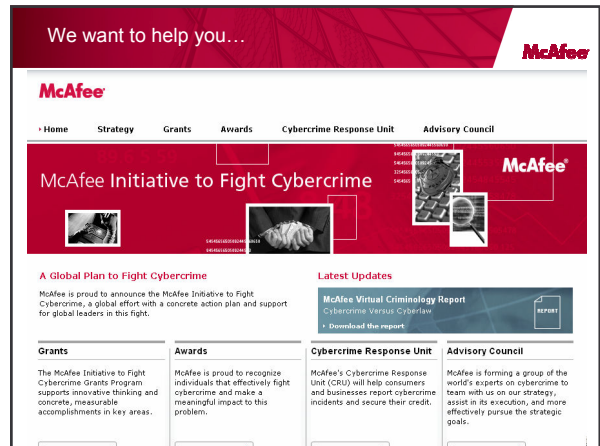 We want to help you…
McAfee
McAfee
Home Strategy Grants Awards Cybercrime Response Unit Advisory Council
McAfee Initiative to Fight Cybercrime
McAfee®
A Global Plan to Fight Cybercrime
McAfee is proud to announce the McAfee Initiative to Fight
Cybercrime, a global effort with a concrete action plan and support
for global leaders in this fight.
Latest Updates
McAfee Virtual Criminology Report
Cybercrime Versus Cyberlaw
Download the report
REPORT
Grants
The McAfee Initiative to Fight
Cybercrime Grants Program
supports innovative thinking and
concrete, measurable
accomplishments in key areas.
Awards
McAfee is proud to recognize
individuals that effectively fight
cybercrime and make a
meaningful impact to this
problem.
Cybercrime Response Unit
McAfee's Cybercrime Response
Unit (CRU) will help consumers
and businesses report cybercrime
incidents and secure their credit.
Advisory Council
McAfee is forming a group of the
world's experts on cybercrime to
team with us on our strategy,
assist in its execution, and more
effectively pursue the strategic
goals.